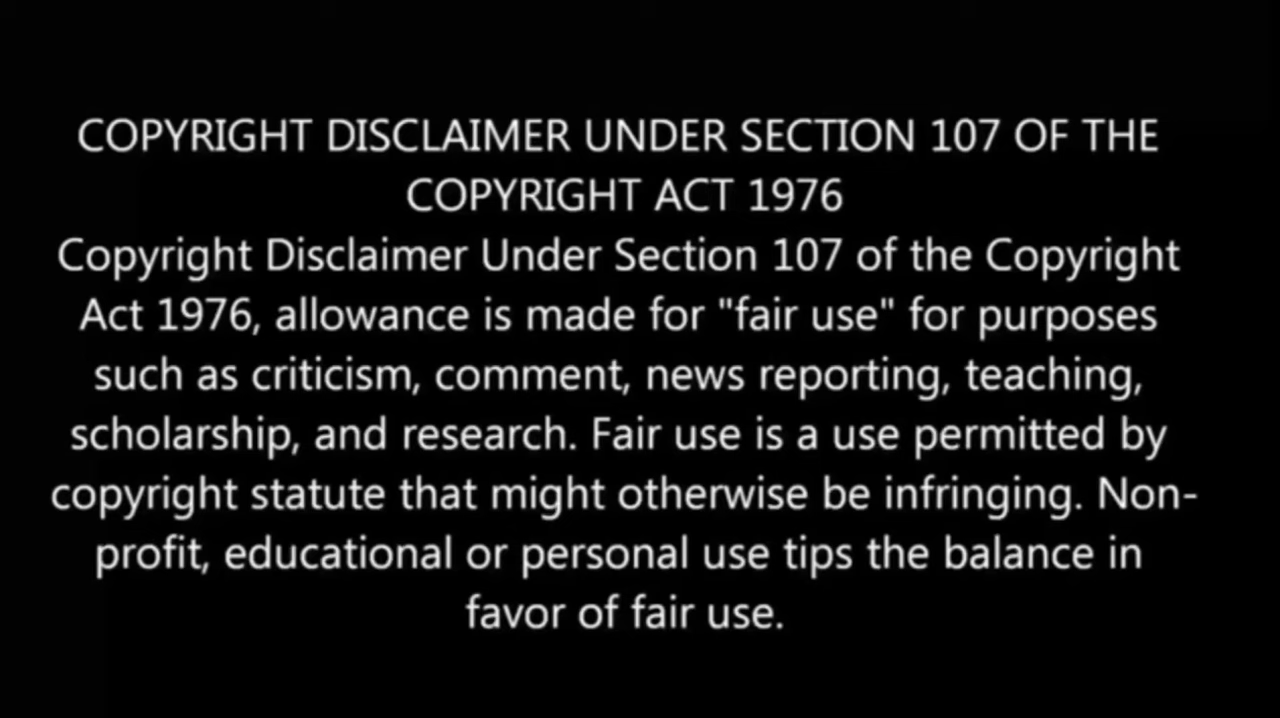 COPYRIGHT DISCLAIMER UNDER SECTION 107 OF THE
COPYRIGHT ACT 1976
Copyright Disclaimer Under Section 107 of the Copyright
Act 1976, allowance is made for "fair use" for purposes
such as criticism, comment, news reporting, teaching,
scholarship, and research. Fair use is a use permitted by
copyright statute that might otherwise be infringing. Non-
profit, educational or personal use tips the balance in
favor of fair use.